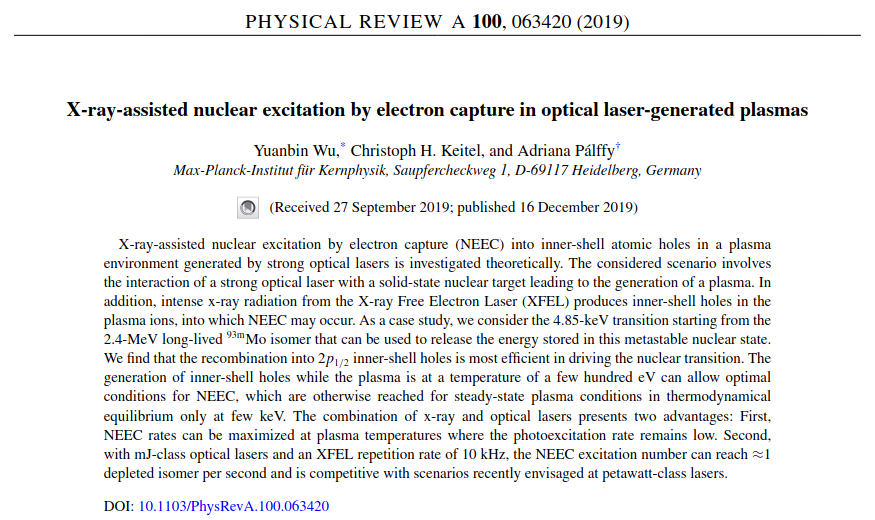 PHYSICAL REVIEW A 100, 063420 (2019)
X-ray-assisted nuclear excitation by electron capture in optical laser-generated plasmas
Yuanbin Wu,* Christoph H. Keitel, and Adriana Pálffy†
Max-Planck-Institut für Kernphysik, Saupfercheckweg 1, D-69117 Heidelberg, Germany
(Received 27 September 2019; published 16 December 2019)
X-ray-assisted nuclear excitation by electron capture (NEEC) into inner-shell atomic holes in a plasma
environment generated by strong optical lasers is investigated theoretically. The considered scenario involves
the interaction of a strong optical laser with a solid-state nuclear target leading to the generation of a plasma. In
addition, intense x-ray radiation from the X-ray Free Electron Laser (XFEL) produces inner-shell holes in the
plasma ions, into which NEEC may occur. As a case study, we consider the 4.85-keV transition starting from the
2.4-MeV long-lived ⁹³ᵐMo isomer that can be used to release the energy stored in this metastable nuclear state.
We find that the recombination into 2p₁/₂ inner-shell holes is most efficient in driving the nuclear transition. The
generation of inner-shell holes while the plasma is at a temperature of a few hundred eV can allow optimal
conditions for NEEC, which are otherwise reached for steady-state plasma conditions in thermodynamical
equilibrium only at few keV. The combination of x-ray and optical lasers presents two advantages: First,
NEEC rates can be maximized at plasma temperatures where the photoexcitation rate remains low. Second,
with mJ-class optical lasers and an XFEL repetition rate of 10 kHz, the NEEC excitation number can reach ≈1
depleted isomer per second and is competitive with scenarios recently envisaged at petawatt-class lasers.
DOI: 10.1103/PhysRevA.100.063420